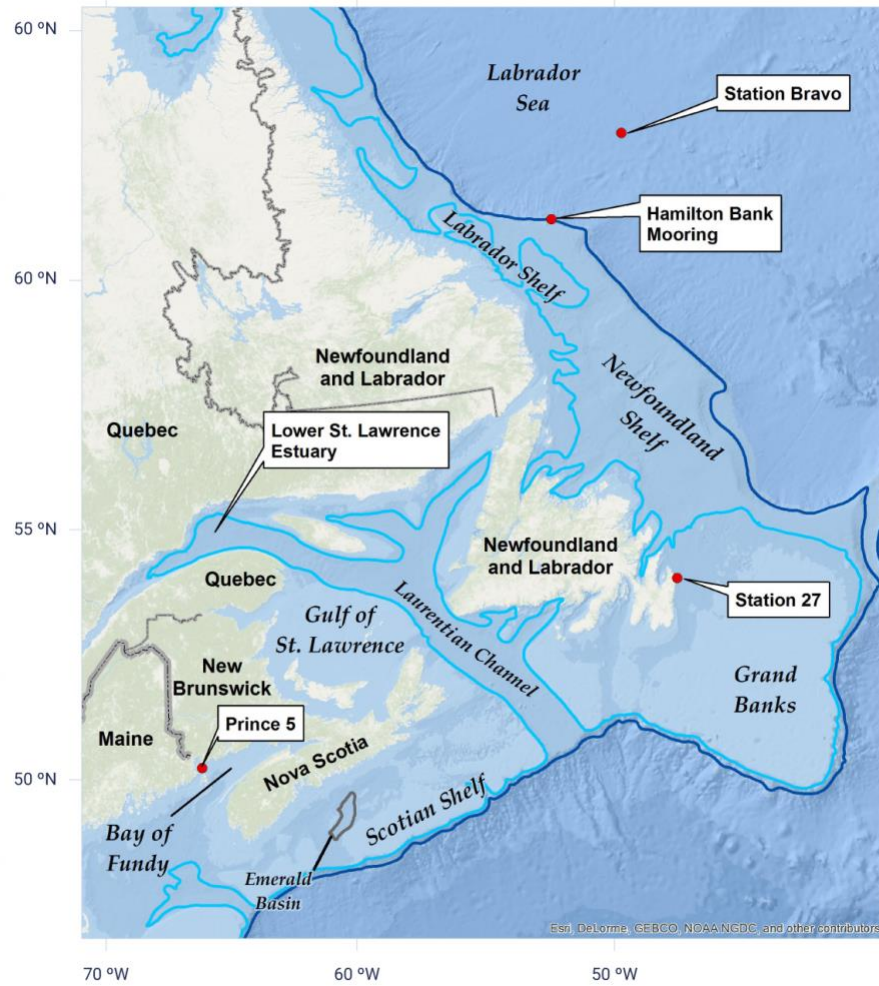 60 ºN
Labrador
Sea
Station Bravo
Hamilton Bank
Mooring
Labrador Shelf
60 ºN
Newfoundland
and Labrador
Newfoundland
Shelf
Quebec
Lower St. Lawrence
Estuary
55 ºN
Newfoundland
and Labrador
Quebec
Station 27
Gulf of
St. Lawrence
Laurentian Channel
New
Brunswick
Grand
Banks
Prince 5
Maine
Nova Scotia
50 ºN
Scotian Shelf
Bay of
Fundy
Emerald
Basin
Esri, DeLorme, GEBCO, NOAA NGDC, and other contributors
70 ºW
60 ºW
50 ºW